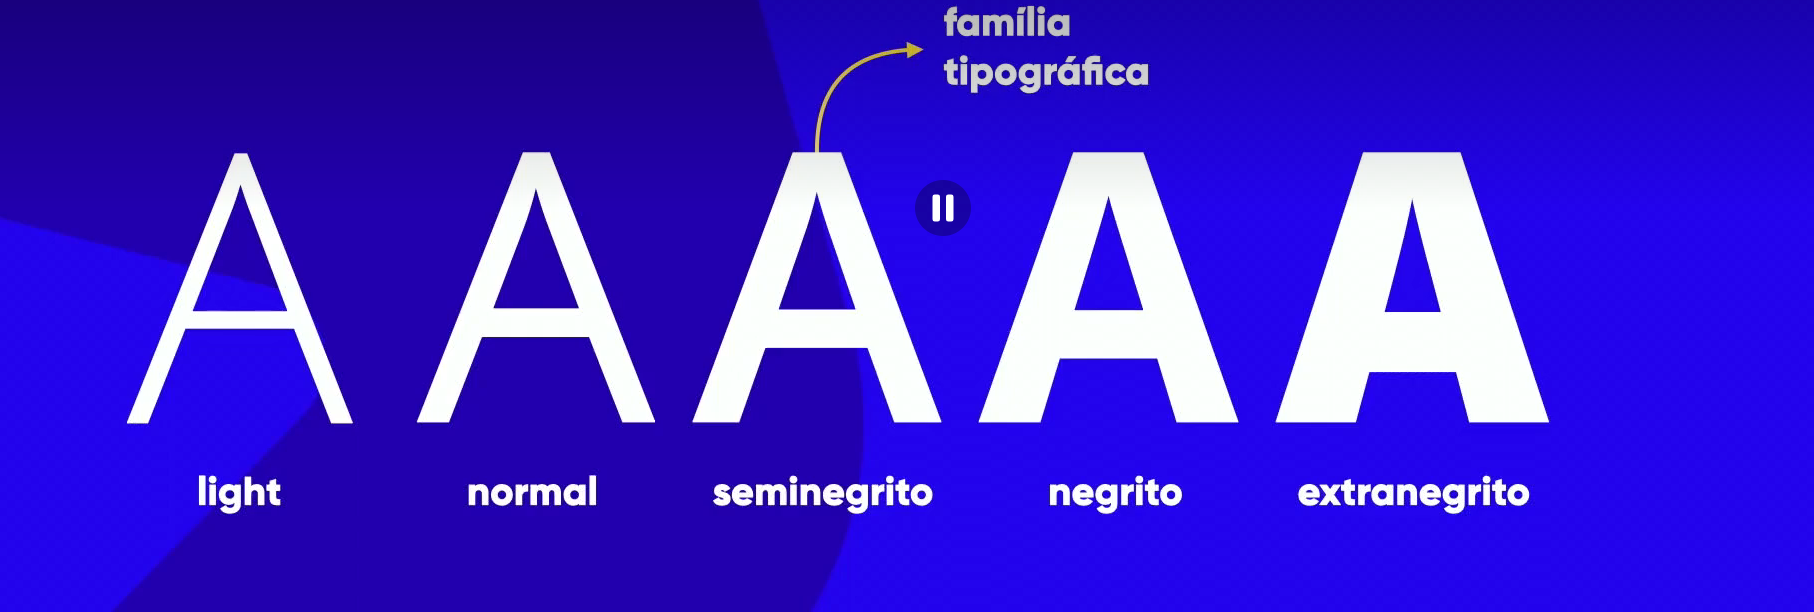 família
tipográfica
A A A A A
light normal seminegrito negrito extranegrito